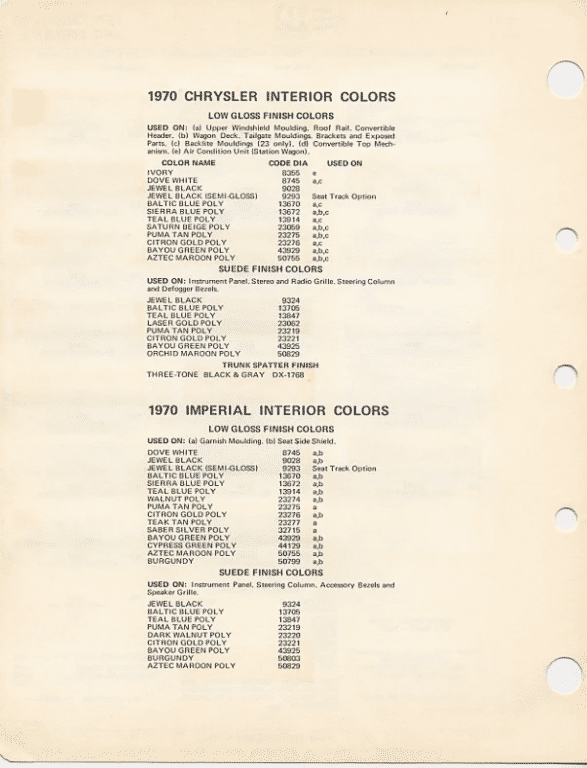 1970 CHRYSLER INTERIOR COLORS
LOW GLOSS FINISH COLORS
USED ON: (a) Upper Windshield Moulding, Roof Rail, Convertible
Header, (b) Wagon Deck, Tailgate Mouldings, Brackets and Exposed
Parts, (c) Backlite Mouldings (23 only), (d) Convertible Top Mech-
anism, (e) Air Condition Unit (Station Wagon).
COLOR NAME CODE DIA USED ON
IVORY 8355 e
DOVE WHITE 8745 a,c
JEWEL BLACK 9028
JEWEL BLACK (SEMI-GLOSS) 9293 Seat Track Option
BALTIC BLUE POLY 13670 a,c
SIERRA BLUE POLY 13672 a,b,c
TEAL BLUE POLY 13914 a,c
SATURN BEIGE POLY 23059 a,b,c
PUMA TAN POLY 23275 a,b,c
CITRON GOLD POLY 23276 a,c
BAYOU GREEN POLY 43929 a,b,c
AZTEC MAROON POLY 50755 a,b,c
SUEDE FINISH COLORS
USED ON: Instrument Panel, Stereo and Radio Grille, Steering Column
and Defogger Bezels.
JEWEL BLACK 9324
BALTIC BLUE POLY 13705
TEAL BLUE POLY 13847
LASER GOLD POLY 23062
PUMA TAN POLY 23219
CITRON GOLD POLY 23221
BAYOU GREEN POLY 43925
ORCHID MAROON POLY 50829
TRUNK SPATTER FINISH
THREE-TONE BLACK & GRAY DX-1768
1970 IMPERIAL INTERIOR COLORS
LOW GLOSS FINISH COLORS
USED ON: (a) Garnish Moulding, (b) Seat Side Shield.
DOVE WHITE 8745 a,b
JEWEL BLACK 9028 a,b
JEWEL BLACK (SEMI-GLOSS) 9293 Seat Track Option
BALTIC BLUE POLY 13670 a,b
SIERRA BLUE POLY 13672 a,b
TEAL BLUE POLY 13914 a,b
WALNUT POLY 23274 a,b
PUMA TAN POLY 23275 a
CITRON GOLD POLY 23276 a,b
TEAK TAN POLY 23277 a
SABER SILVER POLY 32715 a
BAYOU GREEN POLY 43929 a,b
CYPRESS GREEN POLY 44129 a,b
AZTEC MAROON POLY 50755 a,b
BURGUNDY 50799 a,b
SUEDE FINISH COLORS
USED ON: Instrument Panel, Steering Column, Accessory Bezels and
Speaker Grille.
JEWEL BLACK 9324
BALTIC BLUE POLY 13705
TEAL BLUE POLY 13847
PUMA TAN POLY 23219
DARK WALNUT POLY 23220
CITRON GOLD POLY 23221
BAYOU GREEN POLY 43925
BURGUNDY 50803
AZTEC MAROON POLY 50829